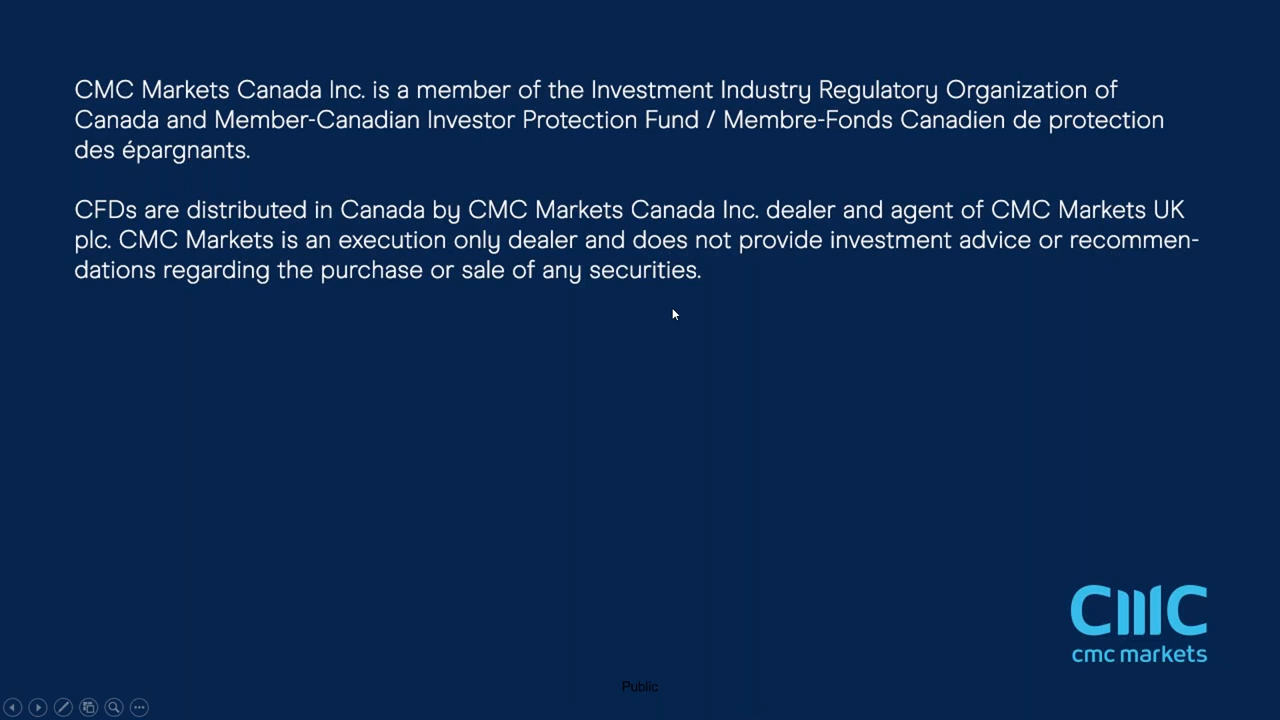 CMC Markets Canada Inc. is a member of the Investment Industry Regulatory Organization of
Canada and Member-Canadian Investor Protection Fund / Membre-Fonds Canadien de protection
des épargnants.
CFDs are distributed in Canada by CMC Markets Canada Inc. dealer and agent of CMC Markets UK
plc. CMC Markets is an execution only dealer and does not provide investment advice or recommen-
dations regarding the purchase or sale of any securities.
CMC
cmc markets
Public